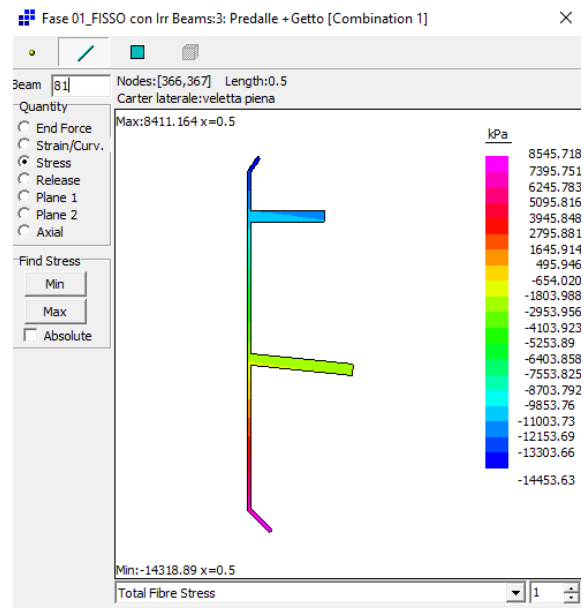 Fase 01_FISSO con Irr Beams:3: Predalle +Getto [Combination 1]
Beam 81
Nodes:[366,367] Length:0.5
Carter laterale:veletta piena
Quantity
End Force
Strain/Curv.
Stress
Release
Plane 1
Plane 2
Axial
Find Stress
Min
Max
Absolute
Max:8411.164 x=0.5
kPa
8545.718
7395.751
6245.783
5095.816
3945.848
2795.881
1645.914
495.946
-654.020
-1803.988
-2953.956
-4103.923
-5253.89
-6403.858
-7553.825
-8703.792
-9853.76
-11003.73
-12153.69
-13303.66
-14453.63
Min:-14318.89 x=0.5
Total Fibre Stress
1